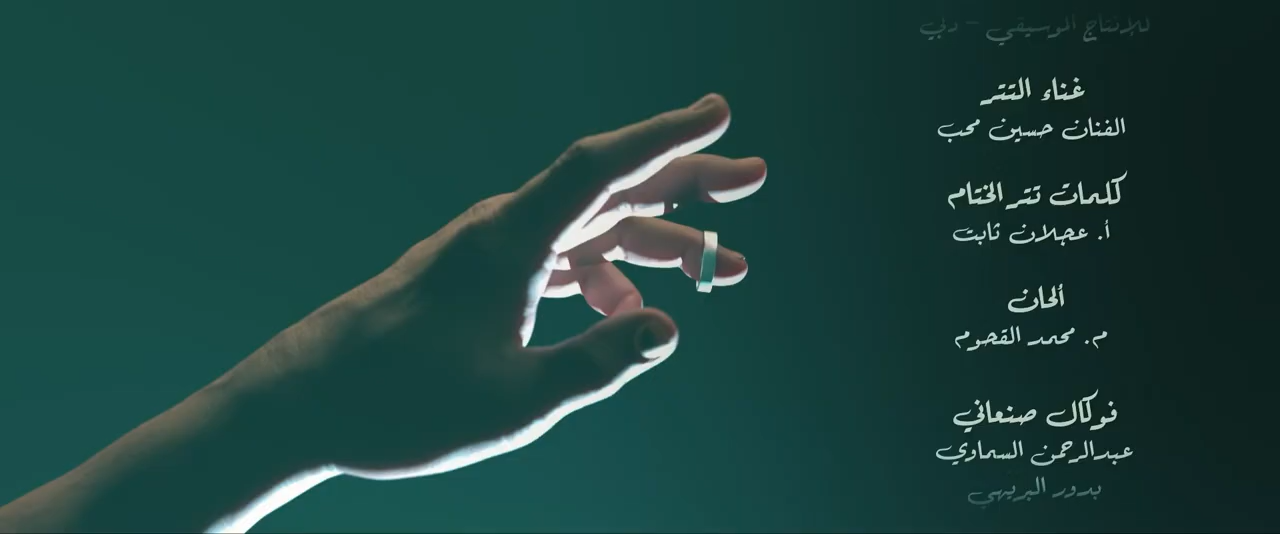 للإنتاج الموسيقي - دبي
غناء التتر
الفنان حسين محب
كلمات تتر الختام
أ. عجلان ثابت
ألحان
م. محمد القحوم
فوكال صنعاني
عبدالرحمن السماوي
بدور البريهي